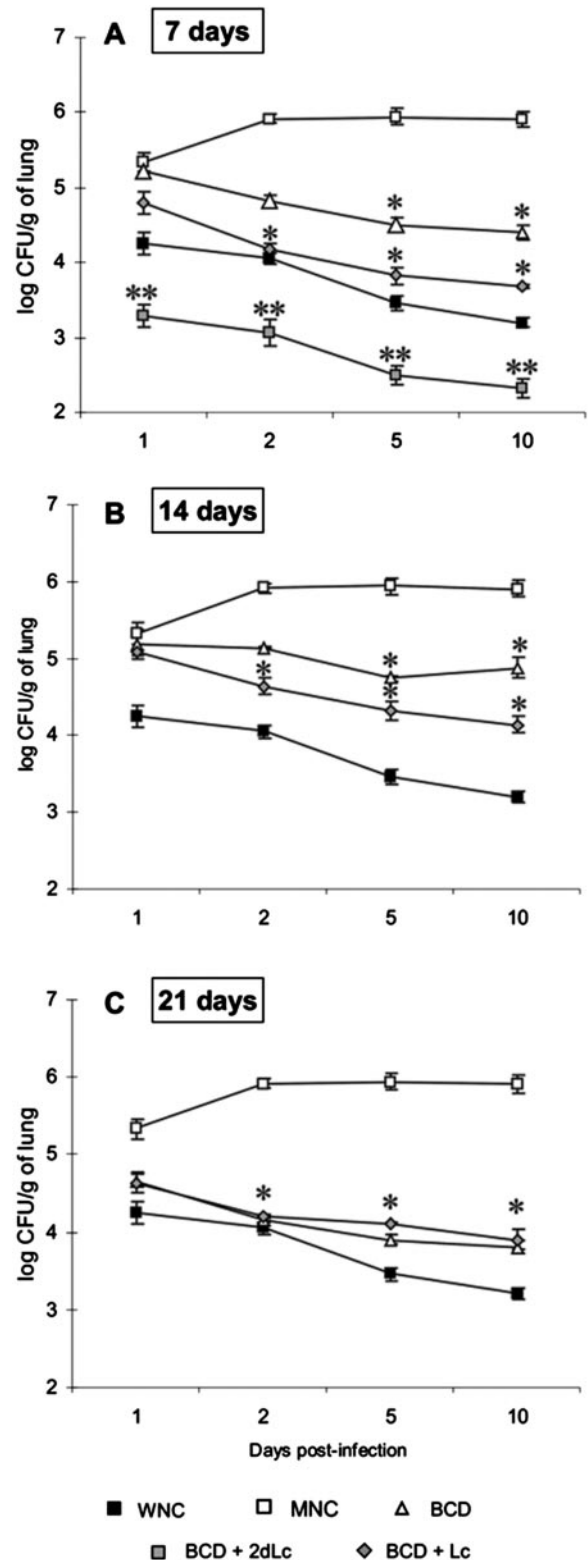 A 7 days
7
6
5
4
3
2
log CFU/g of lung
* *
* * *
** ** ** **
1 2 5 10
B 14 days
7
6
5
4
3
2
log CFU/g of lung
* *
* * *
1 2 5 10
C 21 days
7
6
5
4
3
2
log CFU/g of lung
* * *
1 2 5 10
Days post-infection
WNC MNC BCD
BCD + 2dLc BCD + Lc